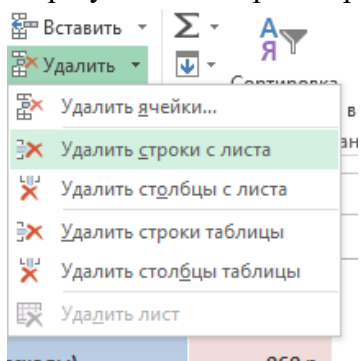 Вставить
Σ
А
Я
Удалить
Сортировка
в
Удалить ячейки...
ан
Удалить строки с листа
Удалить столбцы с листа
Удалить строки таблицы
Удалить столбцы таблицы
Удалить лист